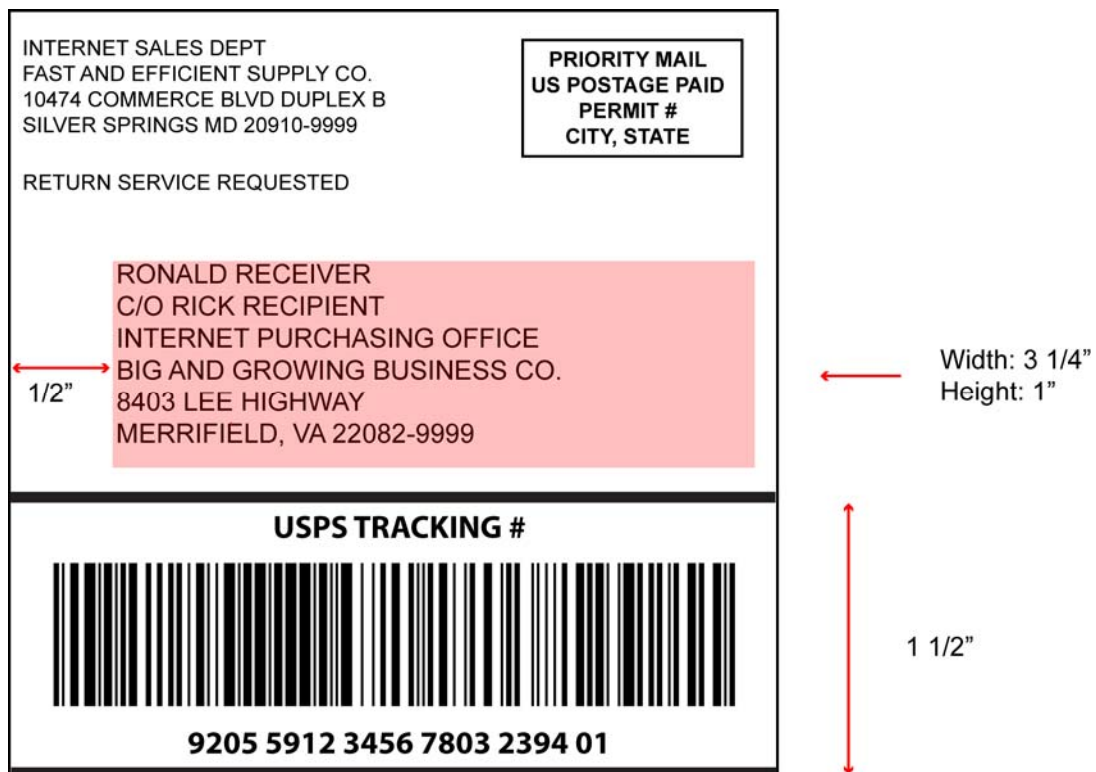 INTERNET SALES DEPT
FAST AND EFFICIENT SUPPLY CO.
10474 COMMERCE BLVD DUPLEX B
SILVER SPRINGS MD 20910-9999
PRIORITY MAIL
US POSTAGE PAID
PERMIT #
CITY, STATE
RETURN SERVICE REQUESTED
RONALD RECEIVER
C/O RICK RECIPIENT
INTERNET PURCHASING OFFICE
BIG AND GROWING BUSINESS CO.
8403 LEE HIGHWAY
MERRIFIELD, VA 22082-9999
1/2”
Width: 3 1/4”
Height: 1”
USPS TRACKING #
1 1/2”
9205 5912 3456 7803 2394 01